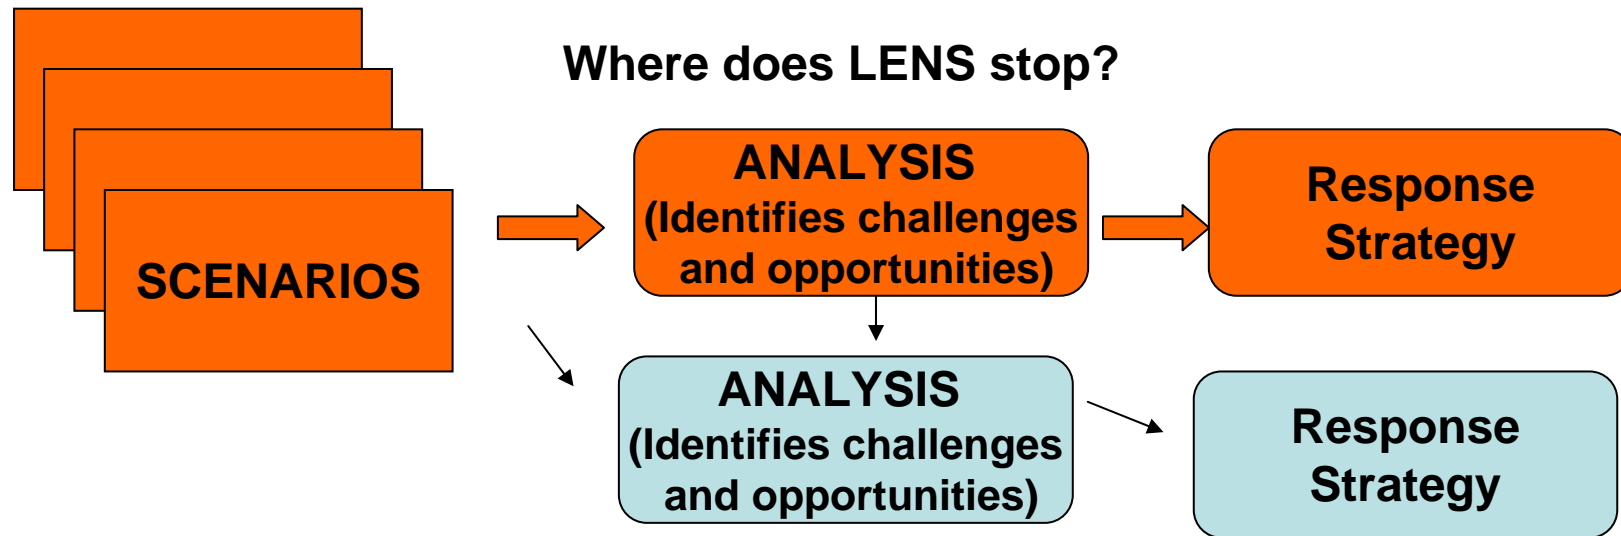 Where does LENS stop?
SCENARIOS
ANALYSIS
(Identifies challenges
and opportunities)
Response
Strategy
ANALYSIS
(Identifies challenges
and opportunities)
Response
Strategy